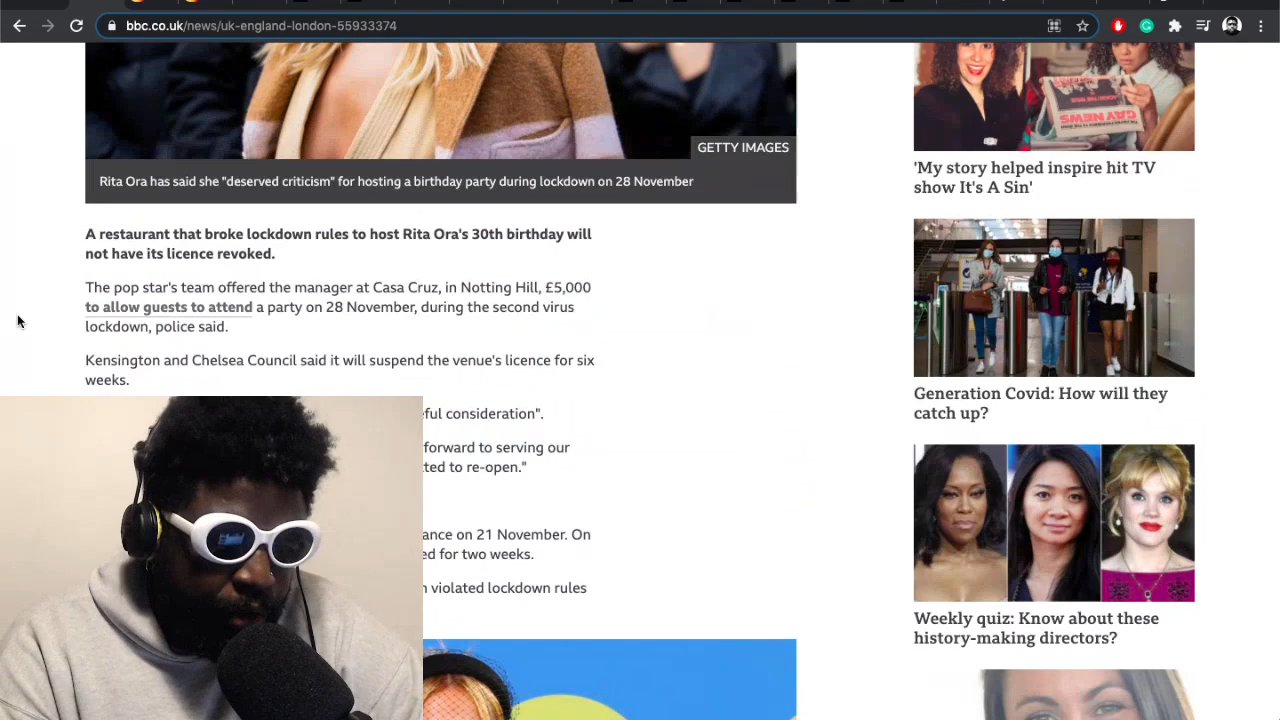 bbc.co.uk/news/uk-england-london-55933374
GETTY IMAGES
Rita Ora has said she "deserved criticism" for hosting a birthday party during lockdown on 28 November
A restaurant that broke lockdown rules to host Rita Ora's 30th birthday will
not have its licence revoked.
The pop star's team offered the manager at Casa Cruz, in Notting Hill, £5,000
to allow guests to attend a party on 28 November, during the second virus
lockdown, police said.
Kensington and Chelsea Council said it will suspend the venue's licence for six
weeks.
eful consideration".
forward to serving our
ted to re-open."
ance on 21 November. On
ed for two weeks.
n violated lockdown rules
GAY NEWS
'My story helped inspire hit TV
show It's A Sin'
Generation Covid: How will they
catch up?
Weekly quiz: Know about these
history-making directors?